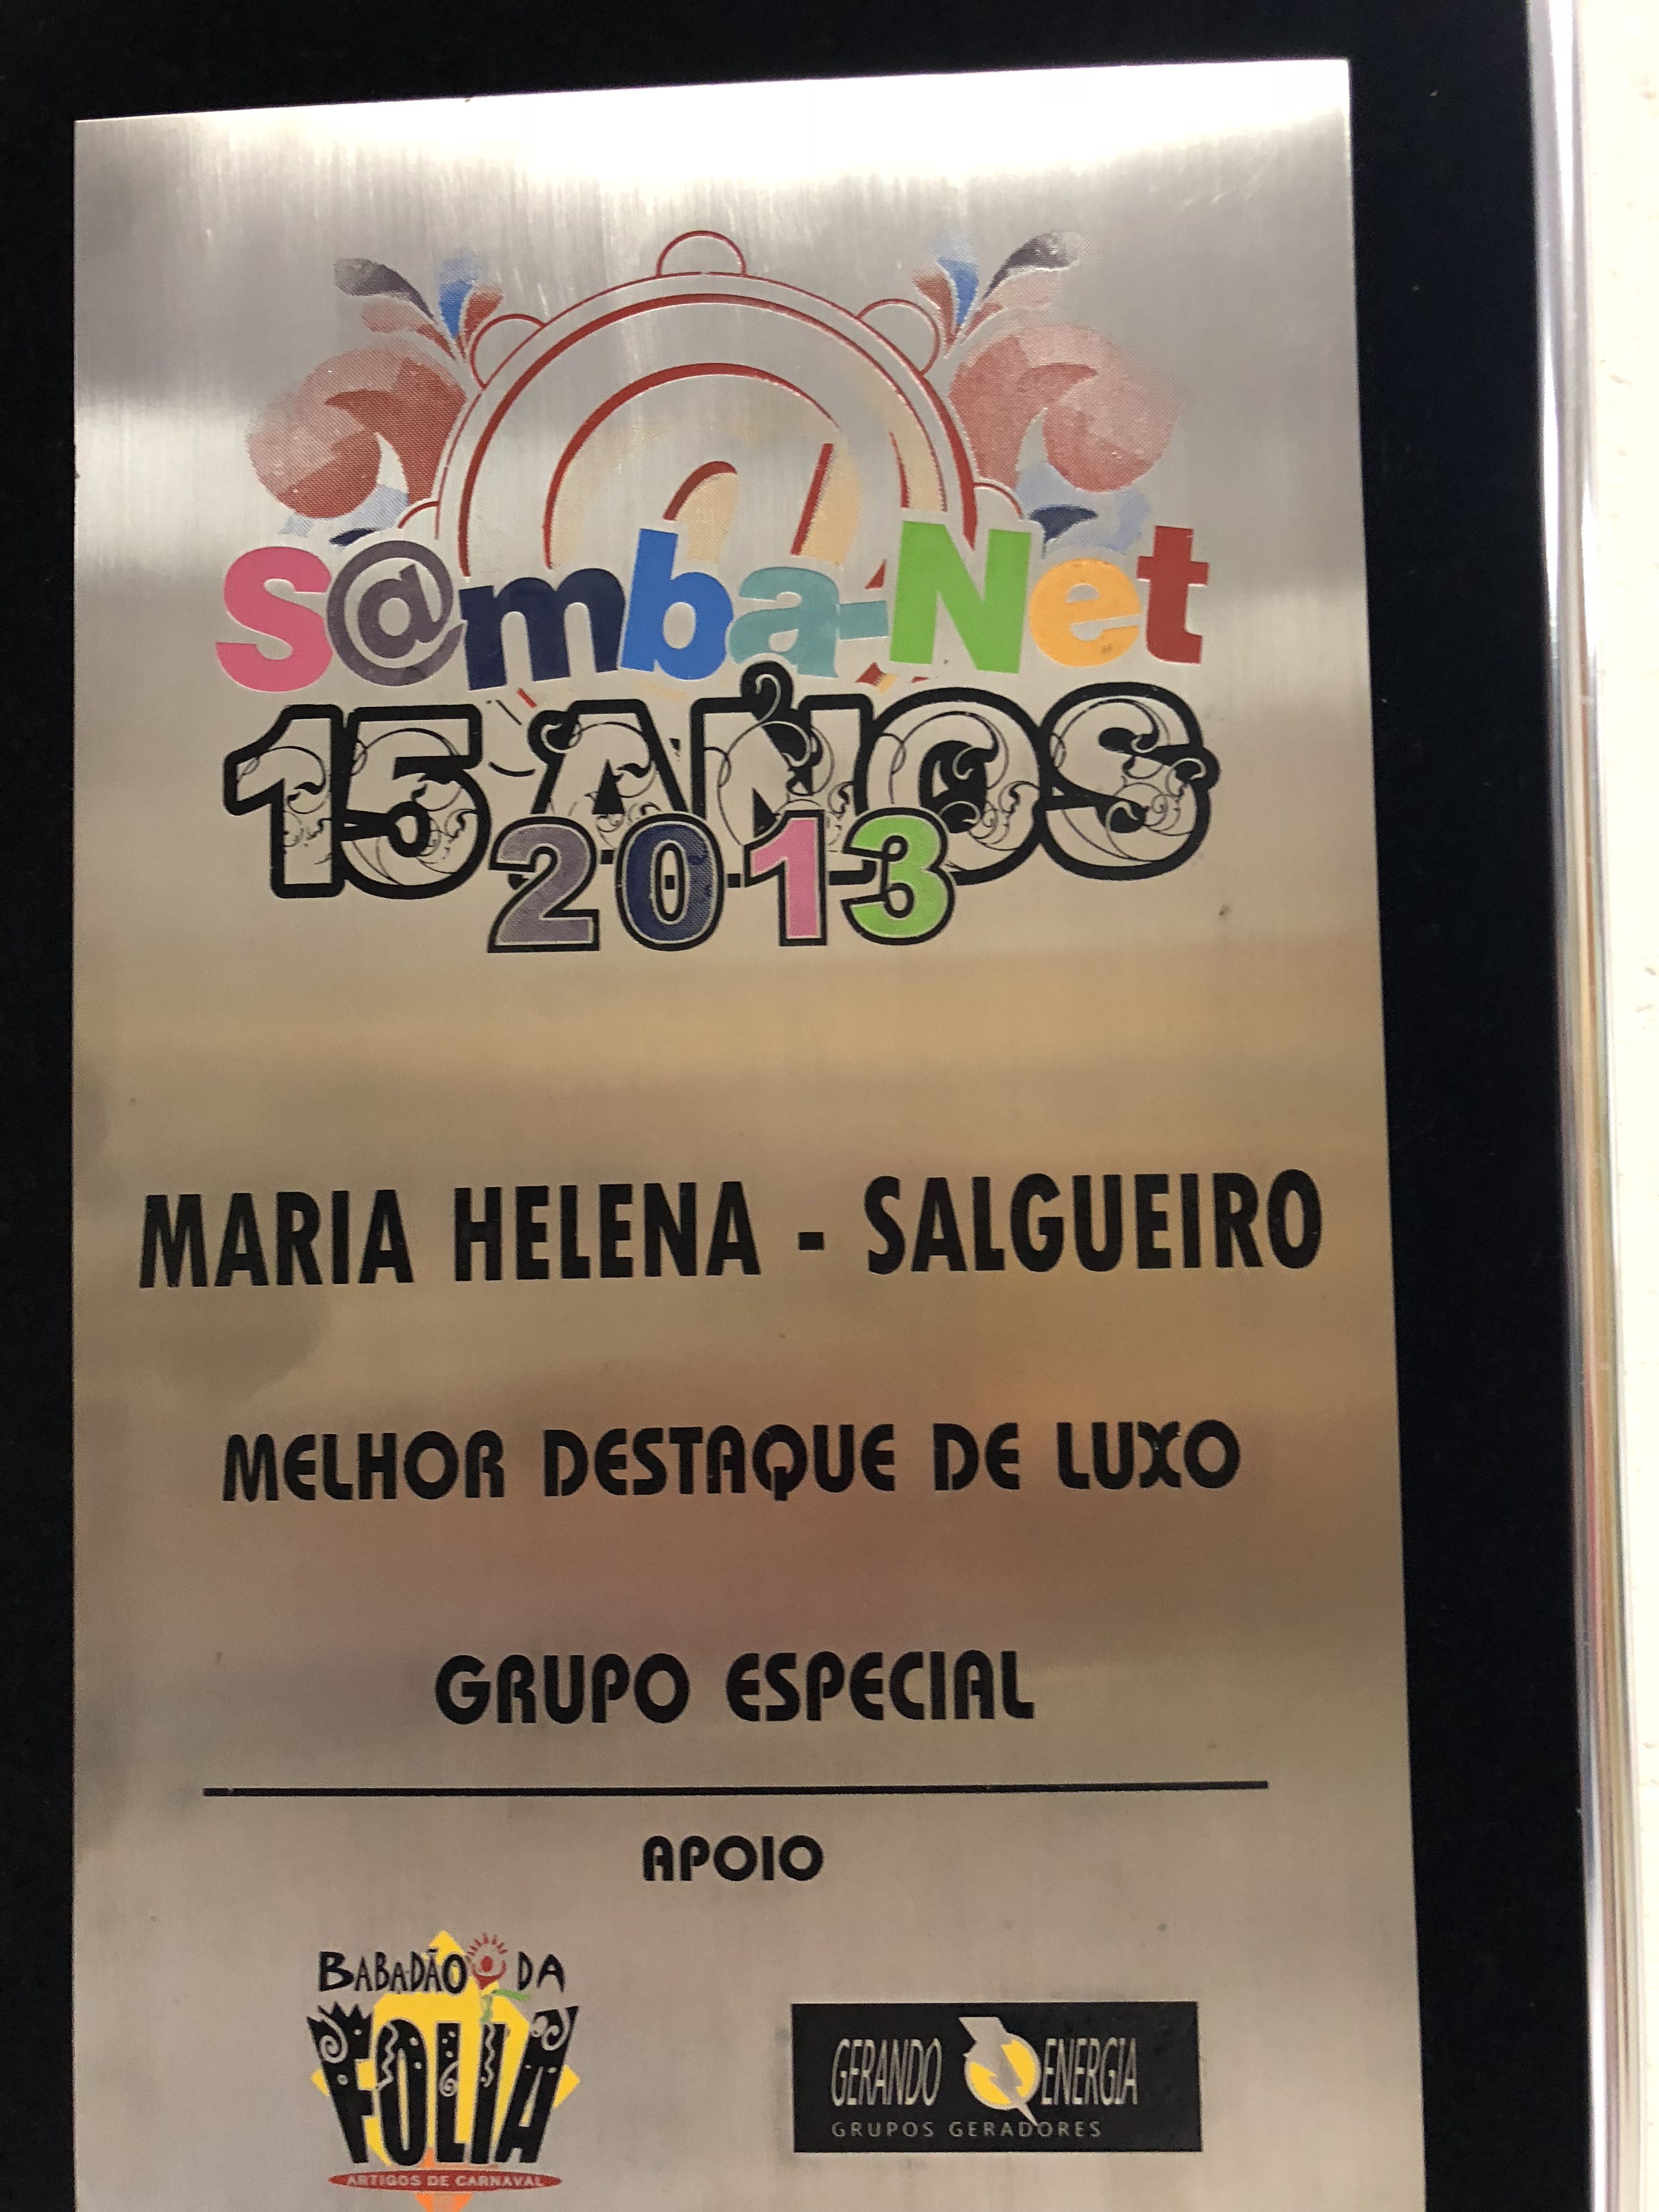 S@mba-Net
15 ANOS
2013
MARIA HELENA - SALGUEIRO
MELHOR DESTAQUE DE LUXO
GRUPO ESPECIAL
APOIO
BABADÃO DA
FOLIA
ARTIGOS DE CARNAVAL
GERANDO ENERGIA
GRUPOS GERADORES